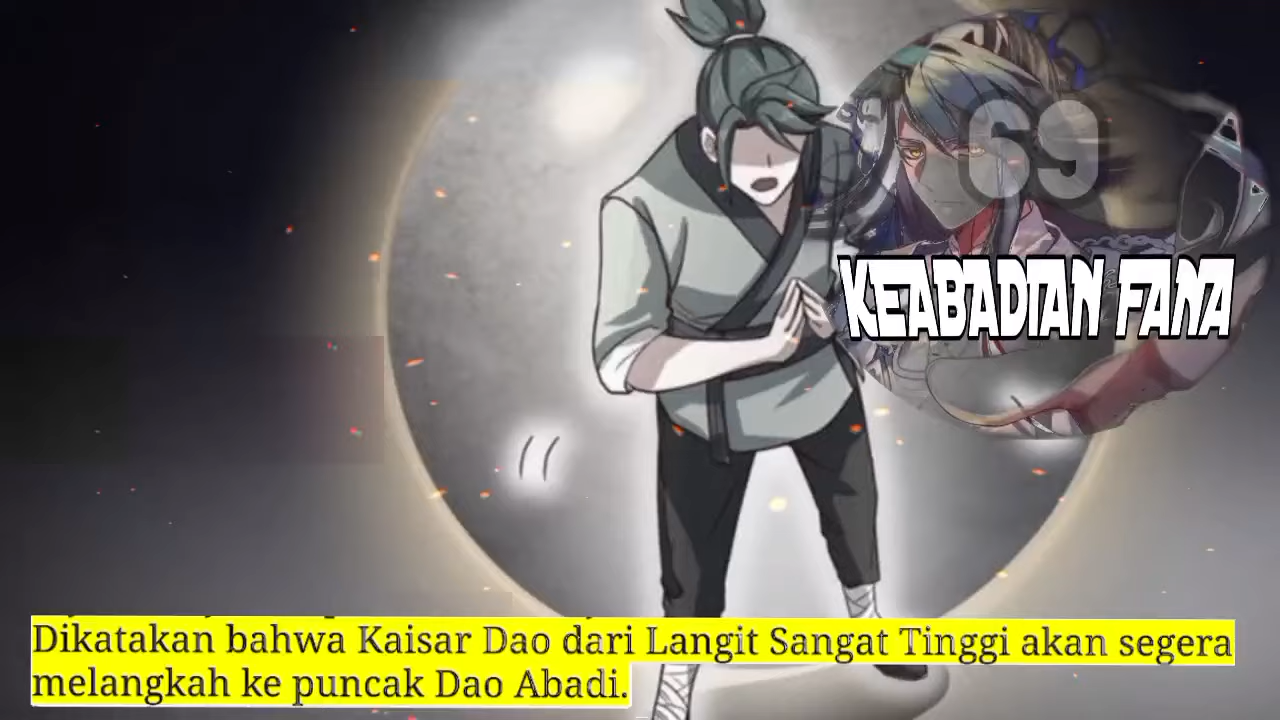 69
KEABADIAN FANA
Dikatakan bahwa Kaisar Dao dari Langit Sangat Tinggi akan segera
melangkah ke puncak Dao Abadi.